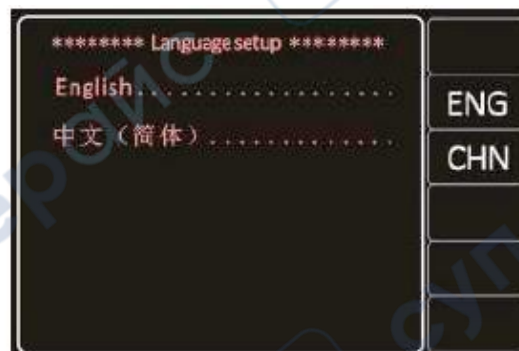 ******** Language setup ********
English...................
ENG
中文（简体）.............
CHN